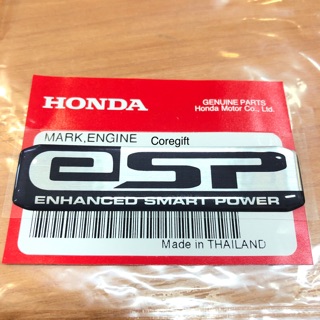 HONDA
GENUINE PARTS
Honda Motor Co., Ltd.
MARK,ENGINE
Coregift
eSP
ENHANCED SMART POWER
Made in THAILAND